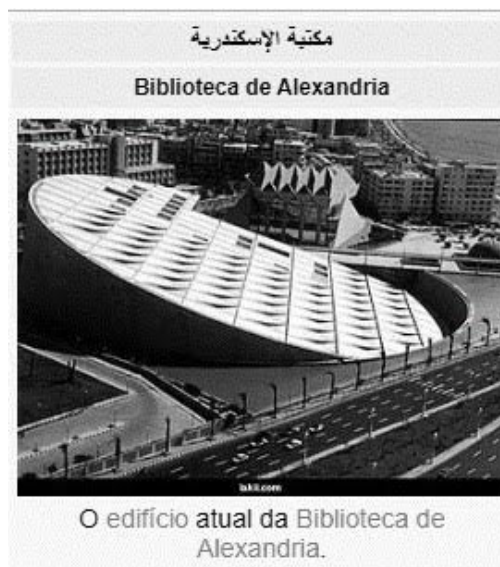 مكتبة الإسكندرية
Biblioteca de Alexandria
lakii.com
O edifício atual da Biblioteca de
Alexandria.